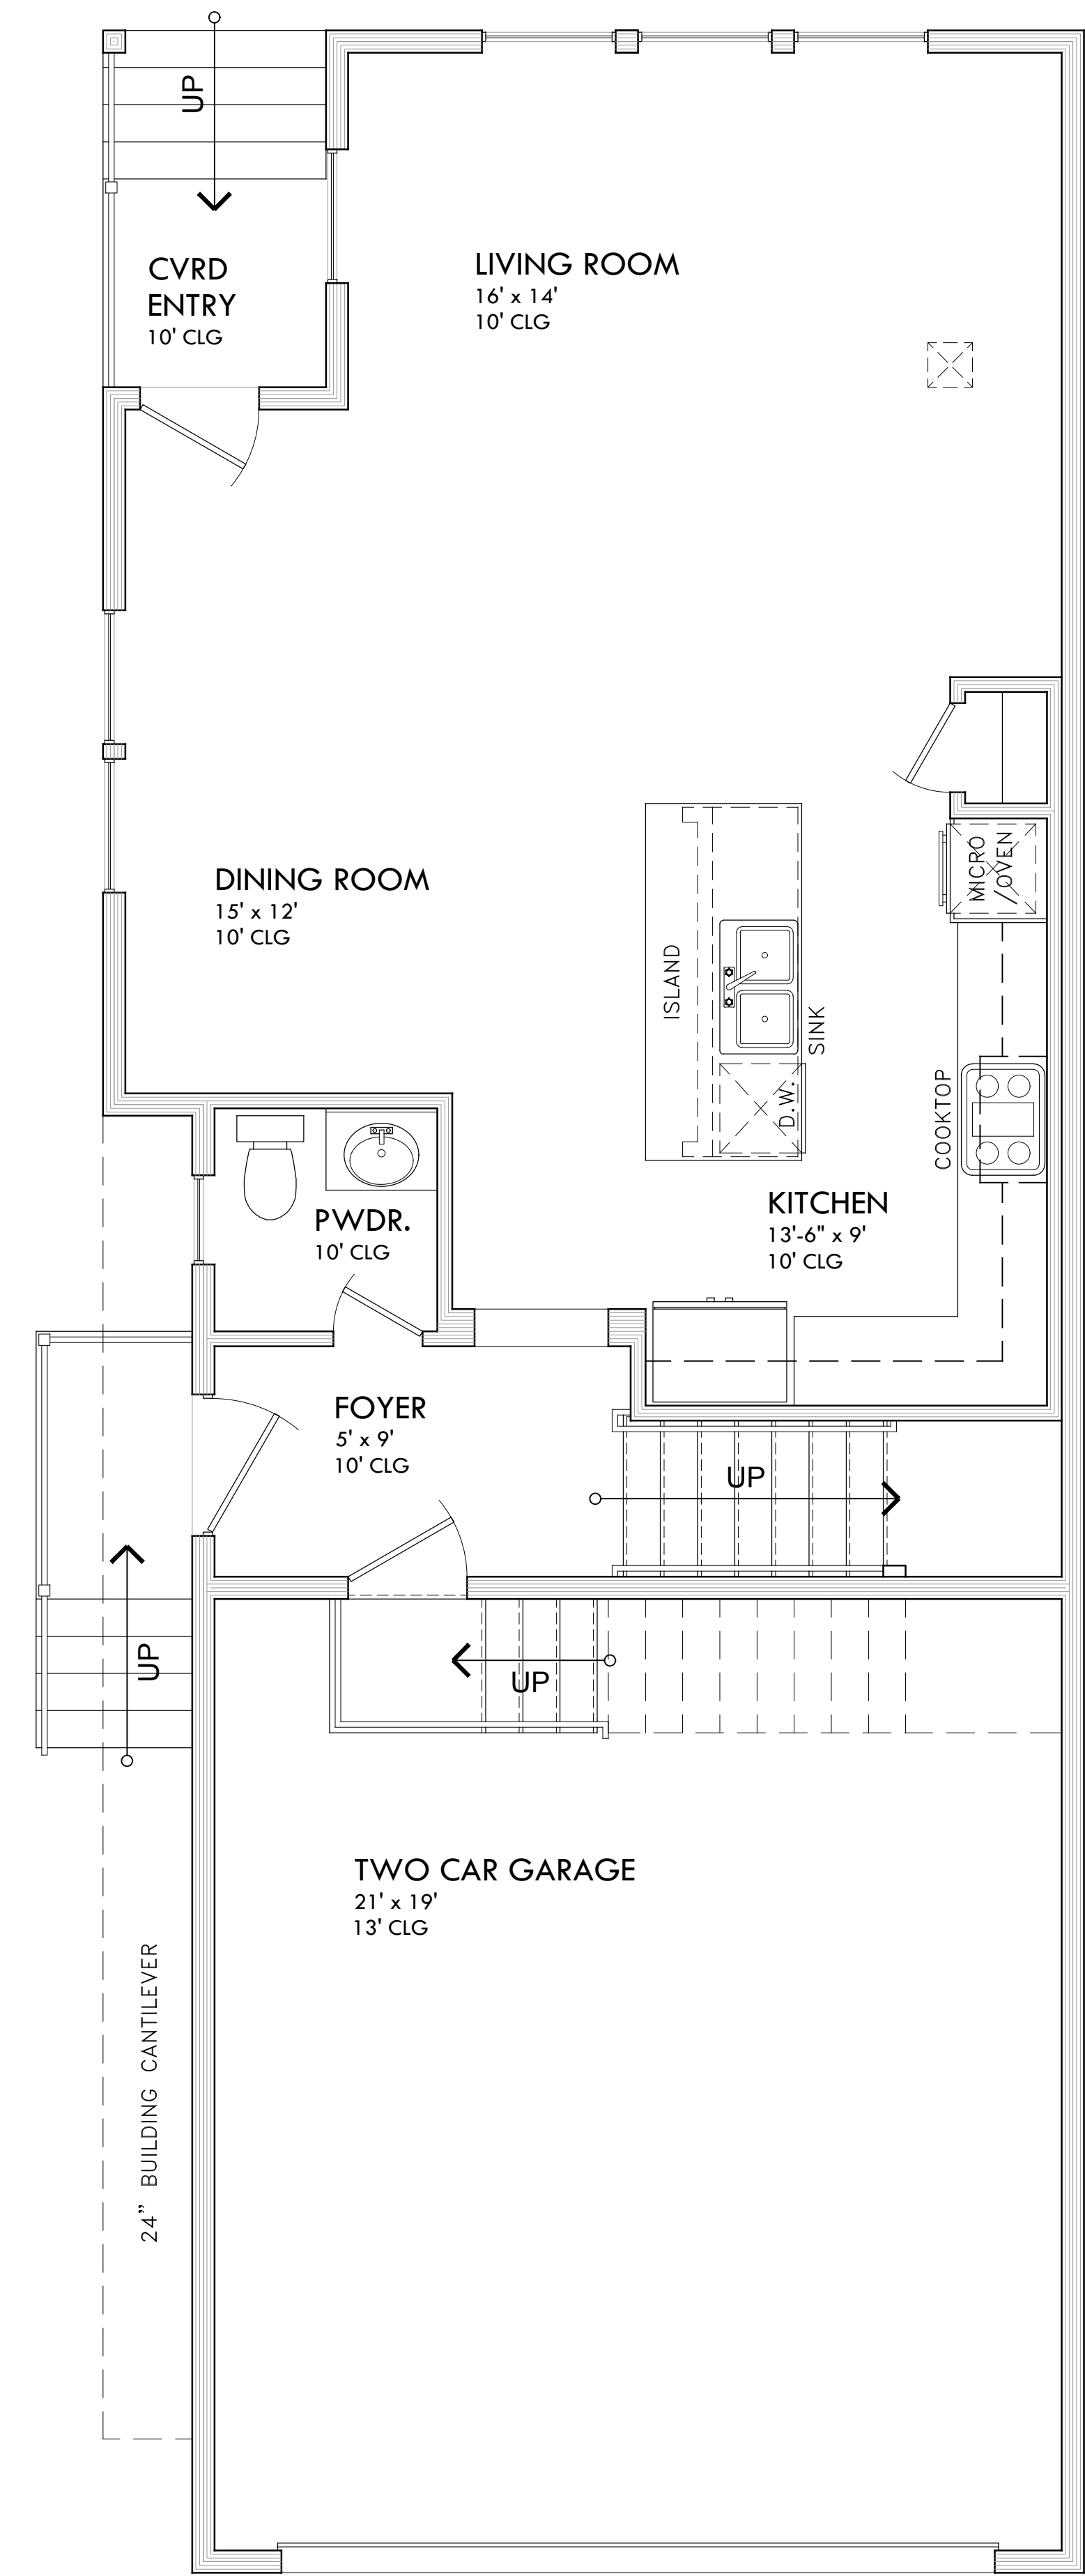 UP
CVRD
ENTRY
10' CLG
LIVING ROOM
16' x 14'
10' CLG
MICRO
/OVEN
DINING ROOM
15' x 12'
10' CLG
ISLAND
SINK
D.W.
COOKTOP
KITCHEN
13'-6" x 9'
10' CLG
PWDR.
10' CLG
FOYER
5' x 9'
10' CLG
UP
UP
UP
TWO CAR GARAGE
21' x 19'
13' CLG
24” BUILDING CANTILEVER